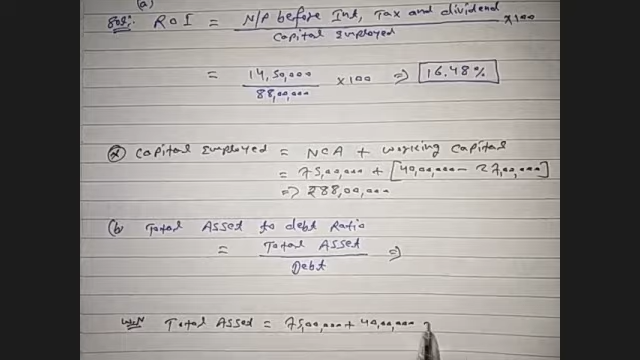 (a)
Soln: ROI = N/P before Int, Tax and dividend / Capital Employed ×100
= 14,50,000 / 88,00,000 ×100 ⇒ 16.48%
(*) Capital Employed = NCA + working capital
= 75,00,000 + [40,00,000 - 27,00,000]
⇒ ₹88,00,000
(b) Total Asset to debt Ratio
= Total Asset / Debt ⇒
W.N Total Asset = 75,00,000 + 40,00,000